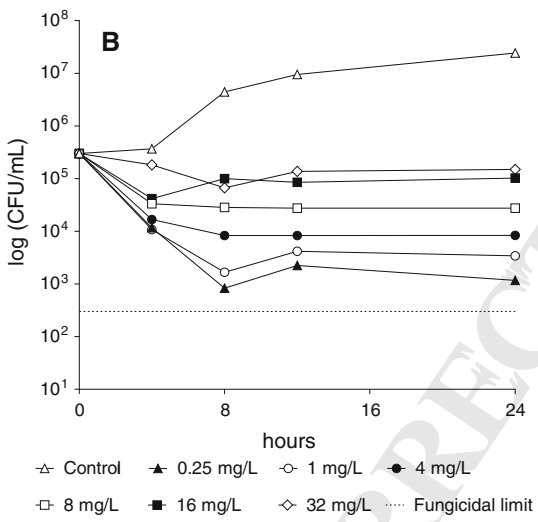 B
10⁸
10⁷
10⁶
10⁵
10⁴
10³
10²
10¹
log (CFU/mL)
0 8 16 24
hours
Control 0.25 mg/L 1 mg/L 4 mg/L
8 mg/L 16 mg/L 32 mg/L Fungicidal limit